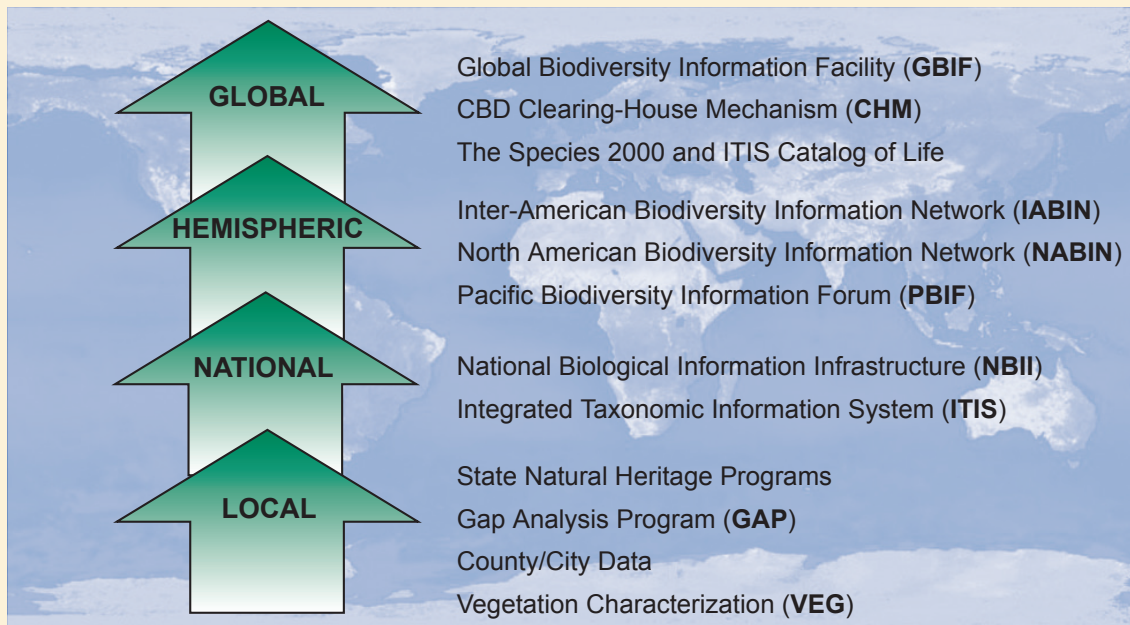 GLOBAL
Global Biodiversity Information Facility (GBIF)
CBD Clearing-House Mechanism (CHM)
The Species 2000 and ITIS Catalog of Life
HEMISPHERIC
Inter-American Biodiversity Information Network (IABIN)
North American Biodiversity Information Network (NABIN)
Pacific Biodiversity Information Forum (PBIF)
NATIONAL
National Biological Information Infrastructure (NBII)
Integrated Taxonomic Information System (ITIS)
LOCAL
State Natural Heritage Programs
Gap Analysis Program (GAP)
County/City Data
Vegetation Characterization (VEG)